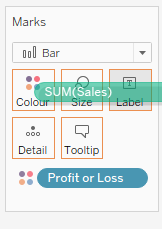 Marks
Bar
SUM(Sales)
Colour Size Label
Detail Tooltip
Profit or Loss